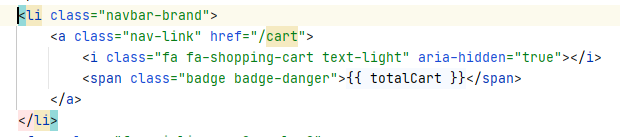 <li class="navbar-brand">
<a class="nav-link" href="/cart">
<i class="fa fa-shopping-cart text-light" aria-hidden="true"></i>
<span class="badge badge-danger">{{ totalCart }}</span>
</a>
</li>